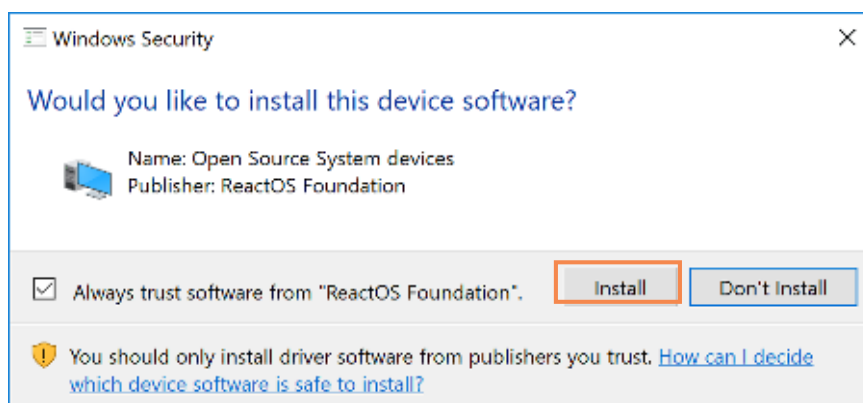 Windows Security
Would you like to install this device software?
Name: Open Source System devices
Publisher: ReactOS Foundation
Always trust software from "ReactOS Foundation".
Install
Don't Install
You should only install driver software from publishers you trust. How can I decide
which device software is safe to install?